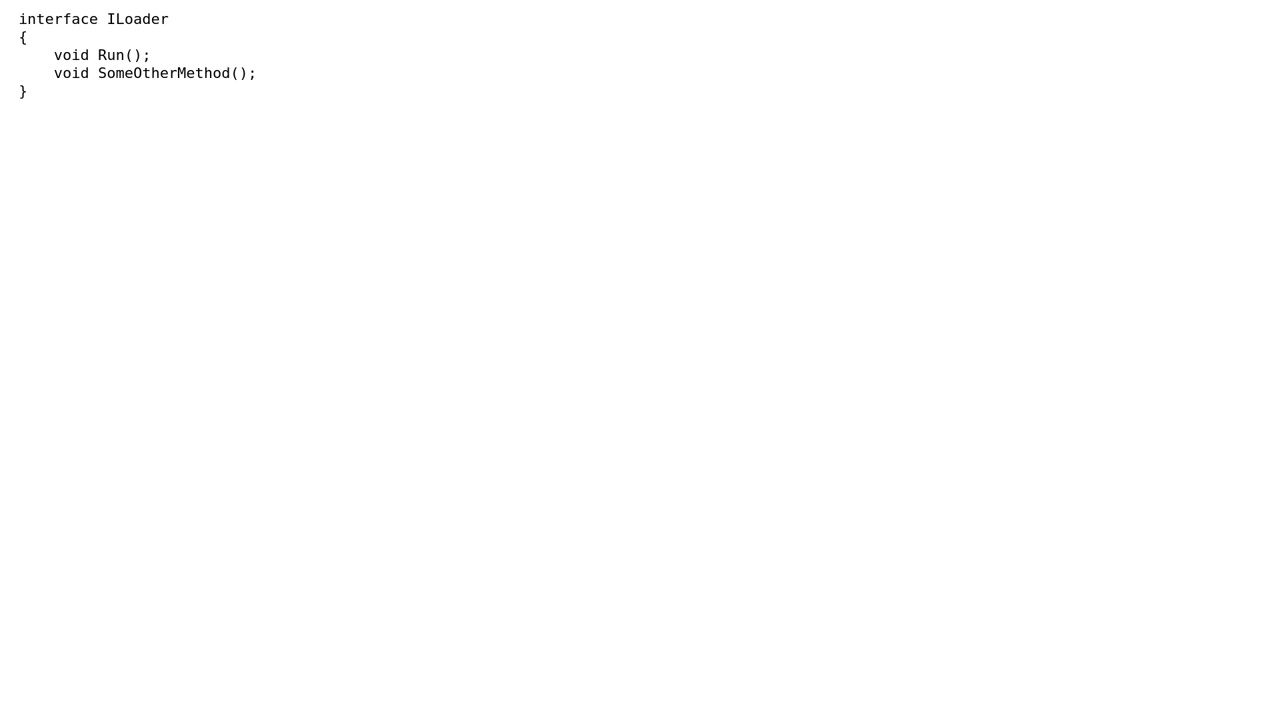 interface ILoader
{
    void Run();
    void SomeOtherMethod();
}